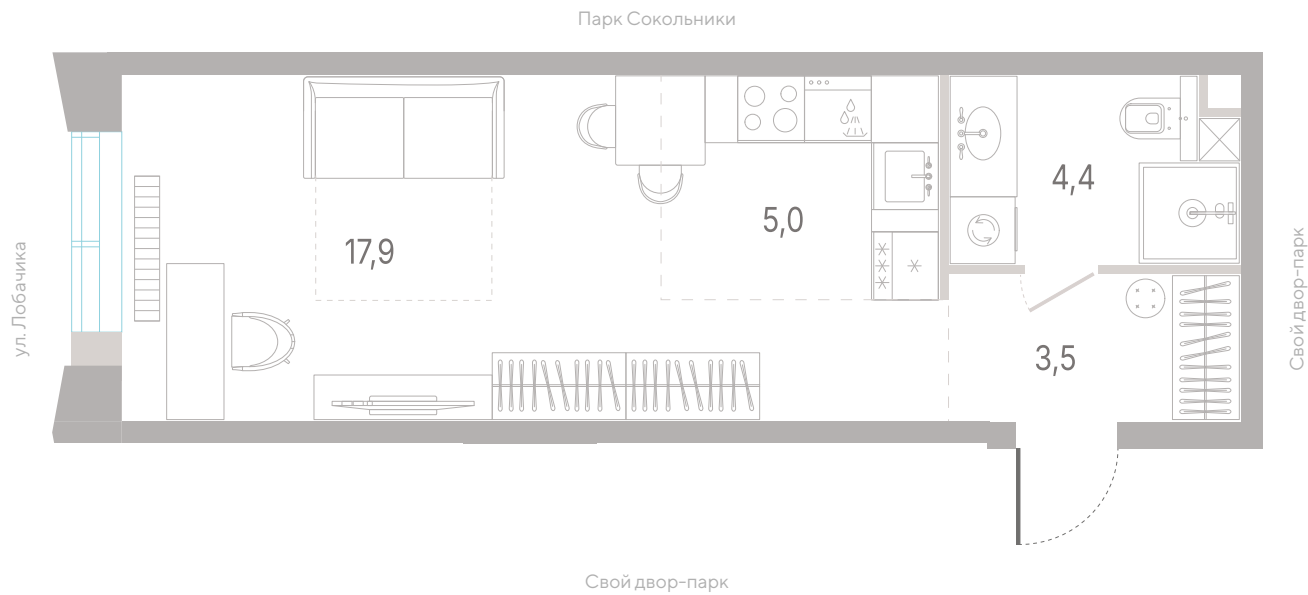 Парк Сокольники
4,4
5,0
17,9
ул. Лобачика
Свой двор-парк
3,5
Свой двор-парк